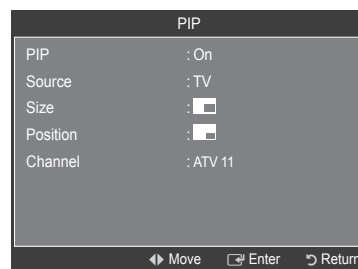 PIP
PIP : On
Source : TV
Size :
Position :
Channel : ATV 11
Move Enter Return